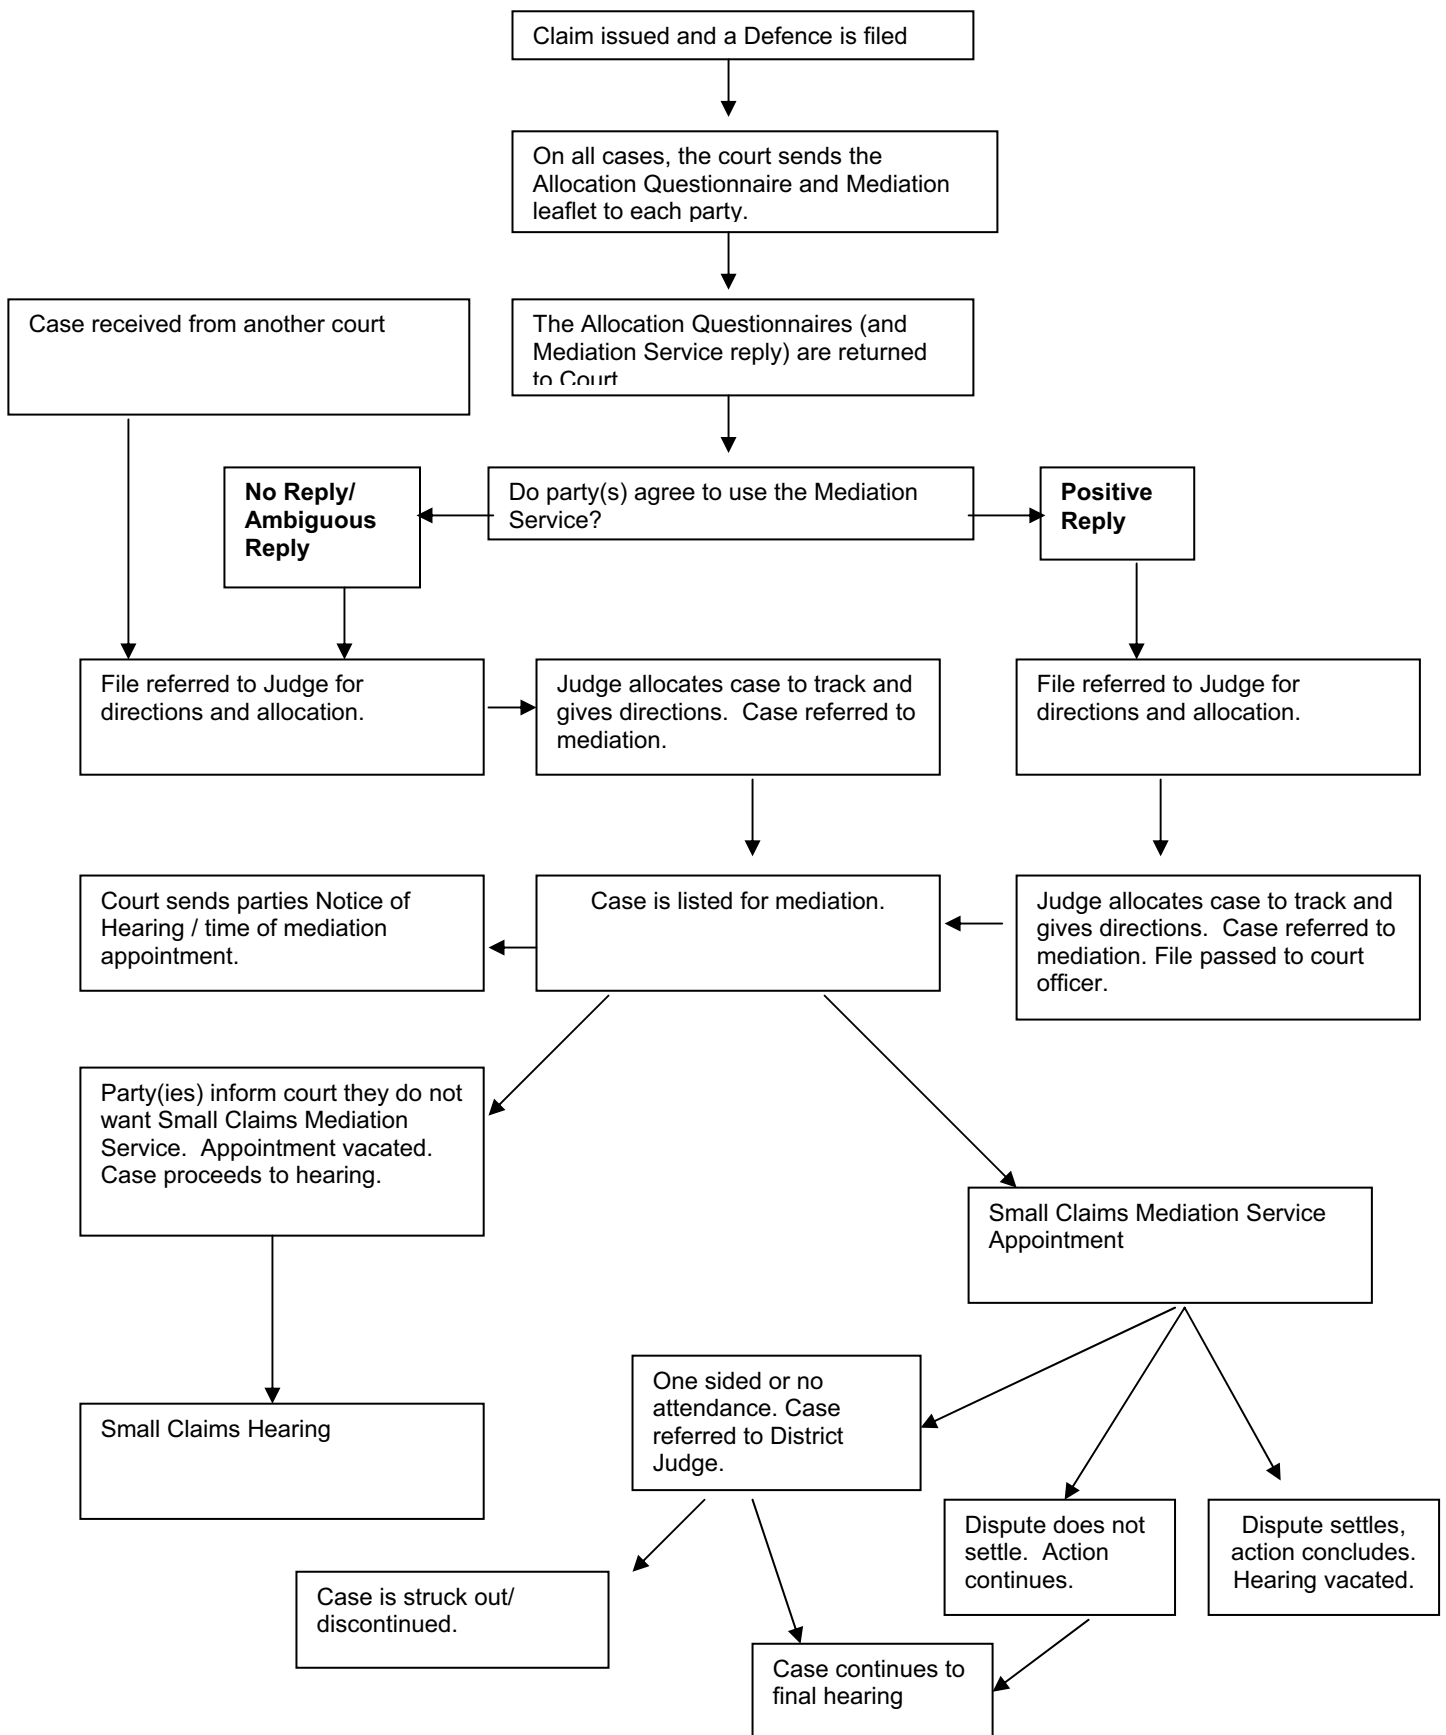 Claim issued and a Defence is filed
On all cases, the court sends the
Allocation Questionnaire and Mediation
leaflet to each party.
Case received from another court
The Allocation Questionnaires (and
Mediation Service reply) are returned
to Court
No Reply/
Ambiguous
Reply
Do party(s) agree to use the Mediation
Service?
Positive
Reply
File referred to Judge for
directions and allocation.
Judge allocates case to track and
gives directions.  Case referred to
mediation.
File referred to Judge for
directions and allocation.
Court sends parties Notice of
Hearing / time of mediation
appointment.
Case is listed for mediation.
Judge allocates case to track and
gives directions.  Case referred to
mediation. File passed to court
officer.
Party(ies) inform court they do not
want Small Claims Mediation
Service.  Appointment vacated.
Case proceeds to hearing.
Small Claims Mediation Service
Appointment
One sided or no
attendance. Case
referred to District
Judge.
Small Claims Hearing
Dispute does not
settle.  Action
continues.
Dispute settles,
action concludes.
Hearing vacated.
Case is struck out/
discontinued.
Case continues to
final hearing